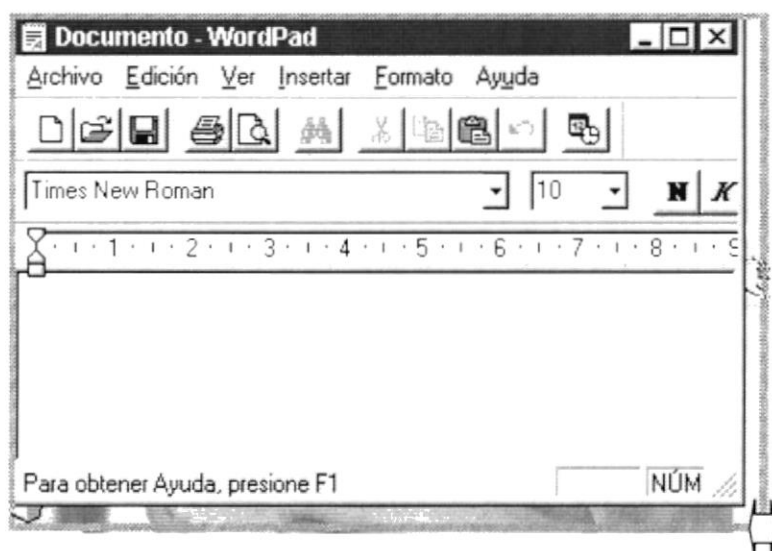 Documento - WordPad
Archivo Edición Ver Insertar Formato Ayuda
Times New Roman 10 N K
1 2 3 4 5 6 7 8 9
Para obtener Ayuda, presione F1 NÚM